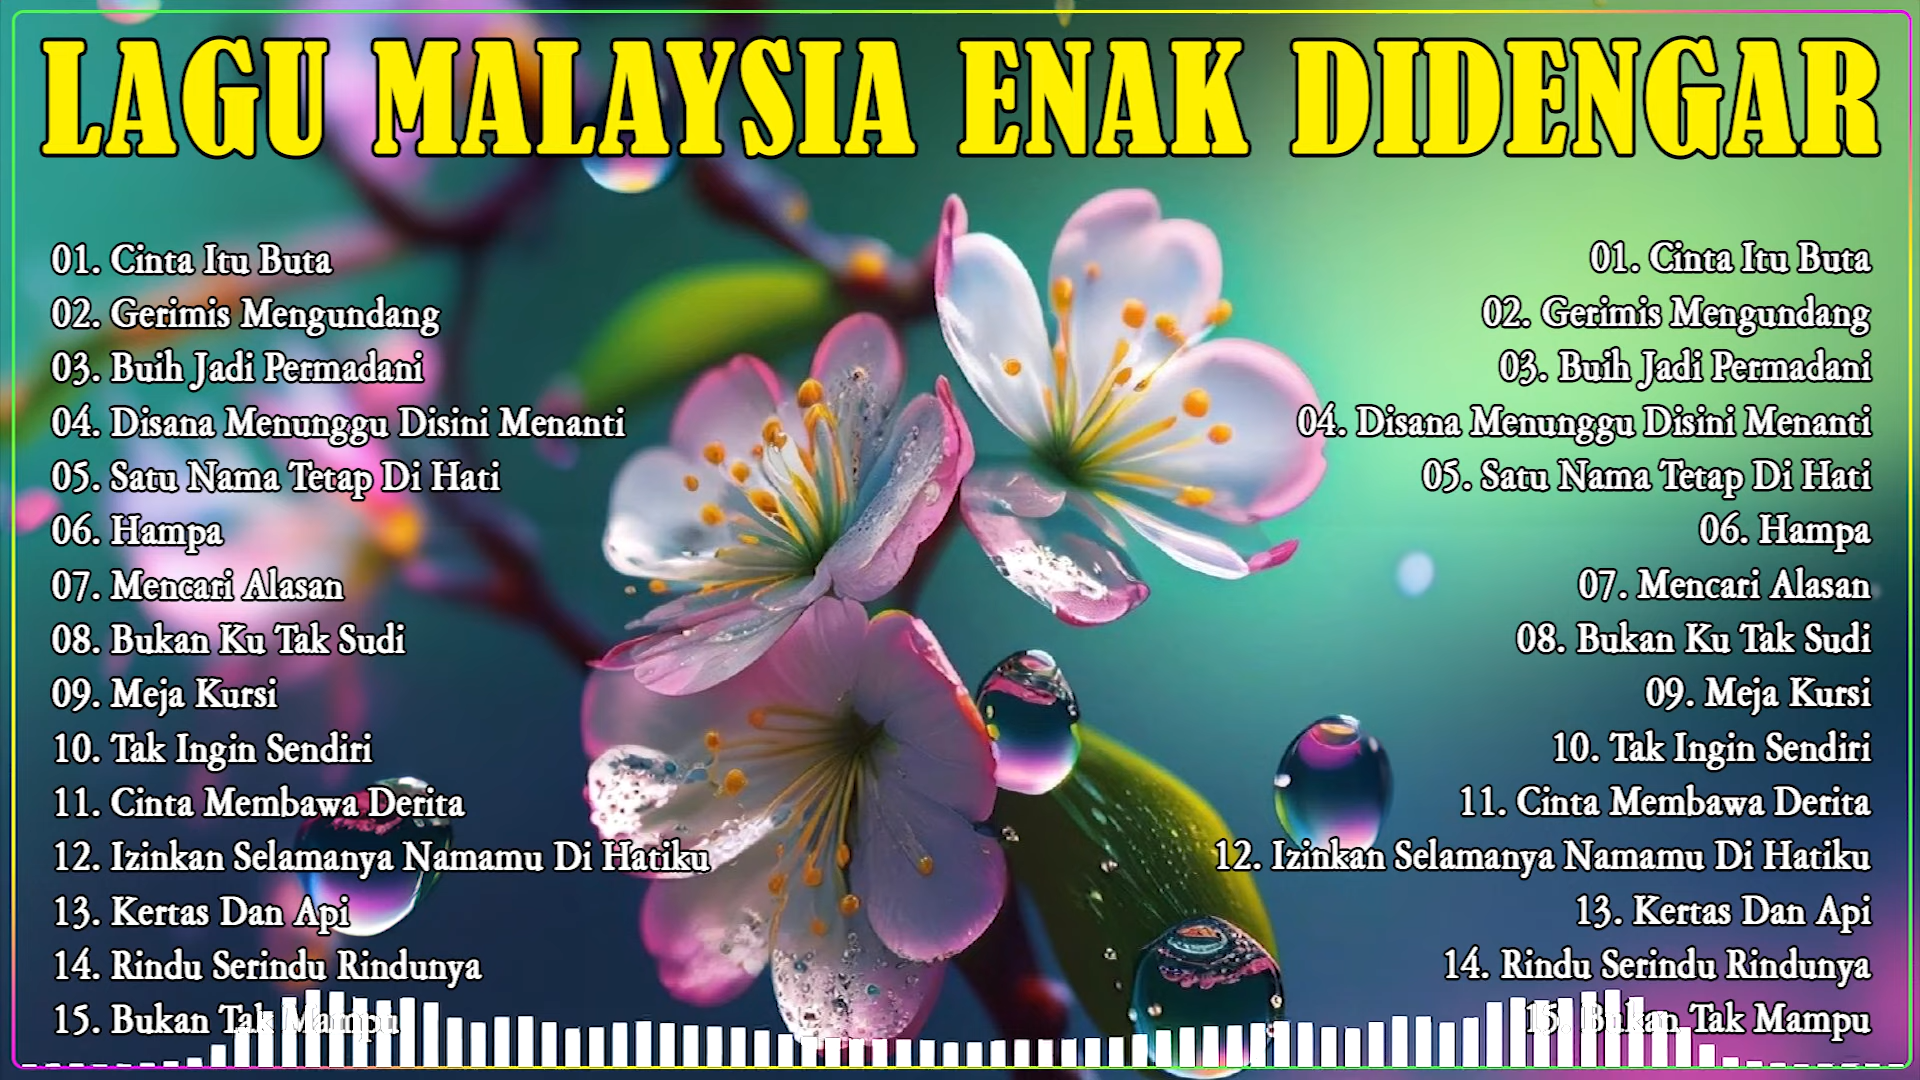 LAGU MALAYSIA ENAK DIDENGAR
01. Cinta Itu Buta
02. Gerimis Mengundang
03. Buih Jadi Permadani
04. Disana Menunggu Disini Menanti
05. Satu Nama Tetap Di Hati
06. Hampa
07. Mencari Alasan
08. Bukan Ku Tak Sudi
09. Meja Kursi
10. Tak Ingin Sendiri
11. Cinta Membawa Derita
12. Izinkan Selamanya Namamu Di Hatiku
13. Kertas Dan Api
14. Rindu Serindu Rindunya
15. Bukan Tak Mampu
01. Cinta Itu Buta
02. Gerimis Mengundang
03. Buih Jadi Permadani
04. Disana Menunggu Disini Menanti
05. Satu Nama Tetap Di Hati
06. Hampa
07. Mencari Alasan
08. Bukan Ku Tak Sudi
09. Meja Kursi
10. Tak Ingin Sendiri
11. Cinta Membawa Derita
12. Izinkan Selamanya Namamu Di Hatiku
13. Kertas Dan Api
14. Rindu Serindu Rindunya
15. Bukan Tak Mampu